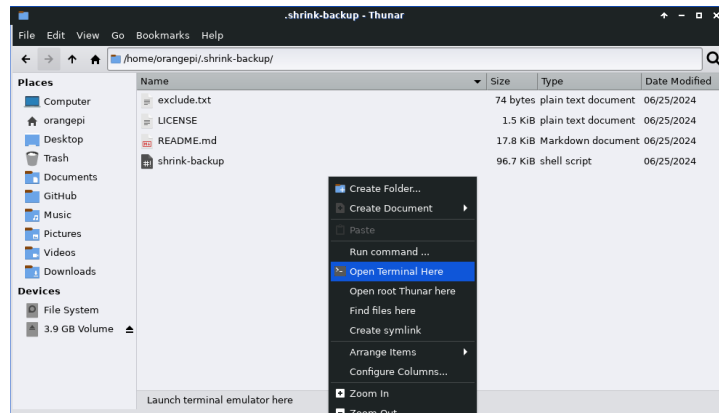 .shrink-backup - Thunar
File Edit View Go Bookmarks Help
/home/orangepi/.shrink-backup/
Places
Computer
orangepi
Desktop
Trash
Documents
GitHub
Music
Pictures
Videos
Downloads
Devices
File System
3.9 GB Volume
Name Size Type Date Modified
exclude.txt 74 bytes plain text document 06/25/2024
LICENSE 1.5 KiB plain text document 06/25/2024
README.md 17.8 KiB Markdown document 06/25/2024
shrink-backup 96.7 KiB shell script 06/25/2024
Create Folder...
Create Document
Paste
Run command ...
Open Terminal Here
Open root Thunar here
Find files here
Create symlink
Arrange Items
Configure Columns...
Zoom In
Zoom Out
Launch terminal emulator here